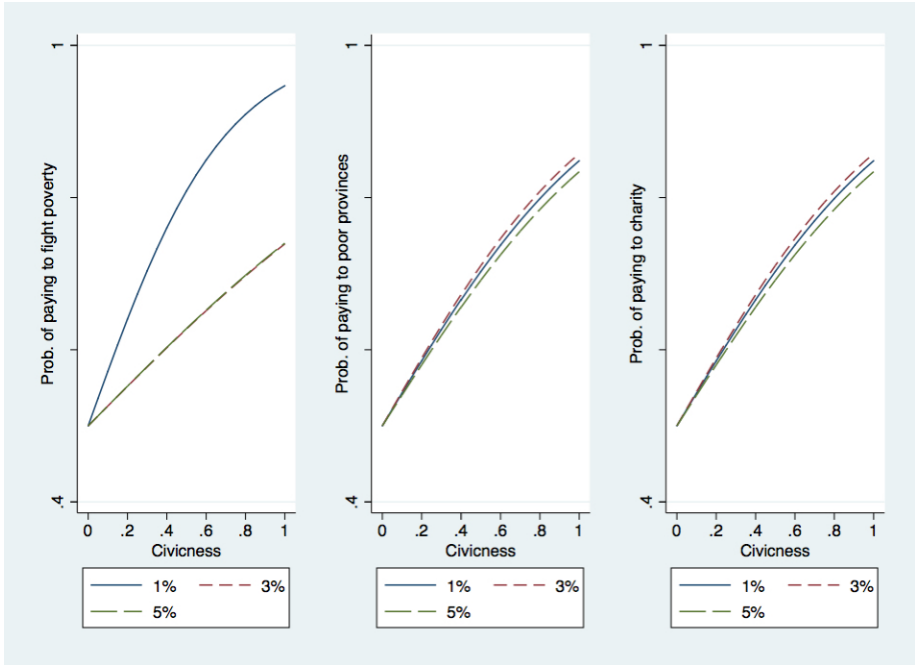 Prob. of paying to fight poverty
1
.4
0 .2 .4 .6 .8 1
Civicness
1% 3%
5%
Prob. of paying to poor provinces
1
.4
0 .2 .4 .6 .8 1
Civicness
1% 3%
5%
Prob. of paying to charity
1
.4
0 .2 .4 .6 .8 1
Civicness
1% 3%
5%